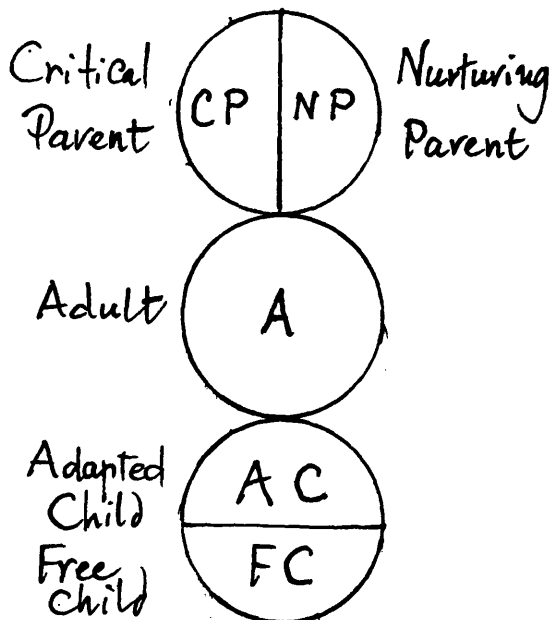 Critical
Parent
CP
NP
Nurturing
Parent
Adult
A
Adapted
Child
AC
Free
child
FC